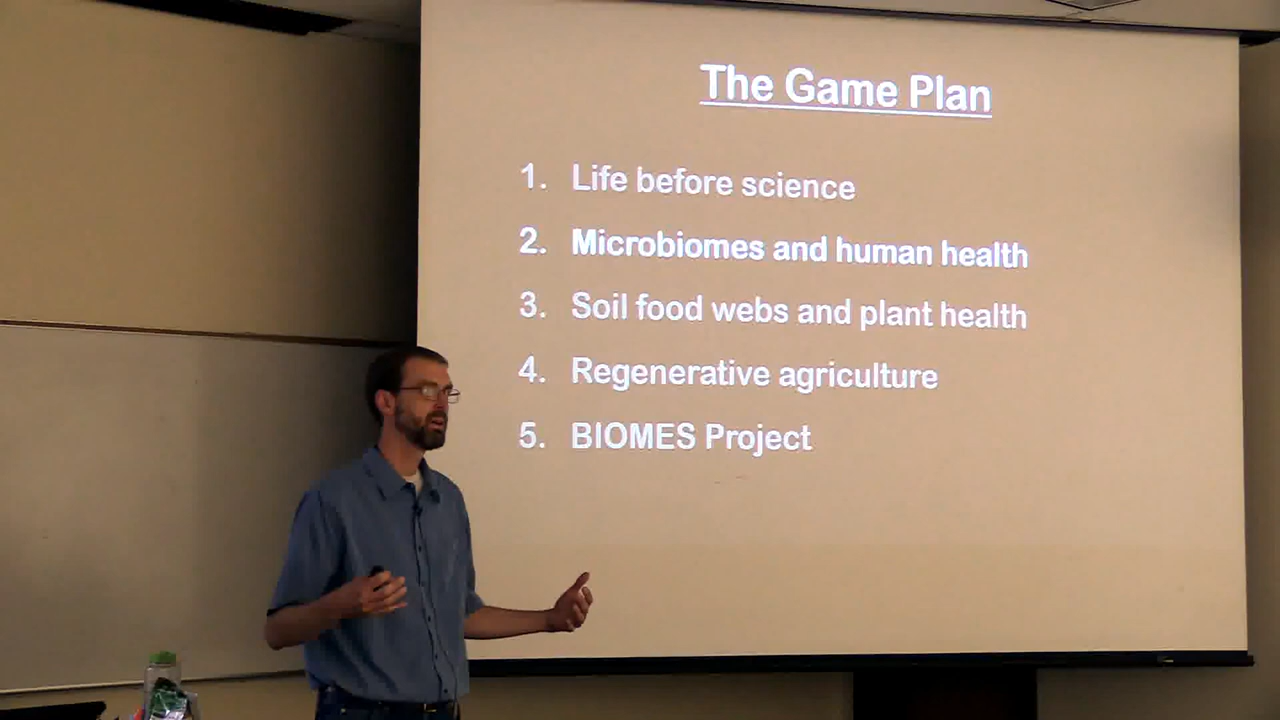 The Game Plan
1. Life before science
2. Microbiomes and human health
3. Soil food webs and plant health
4. Regenerative agriculture
5. BIOMES Project